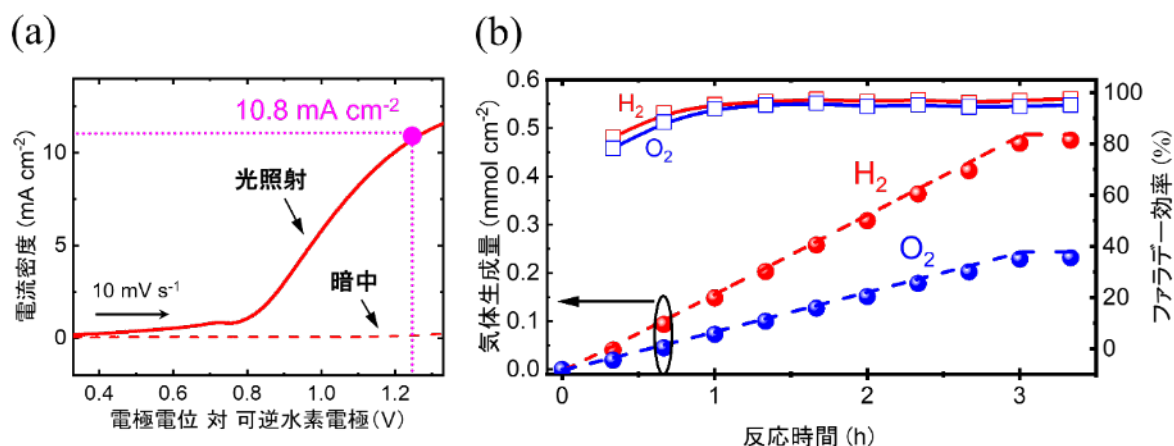 (a)
10.8 mA cm⁻²
光照射
暗中
10 mV s⁻¹
電流密度 (mA cm⁻²)
10
5
0
0.4
0.6
0.8
1.0
1.2
電極電位 対 可逆水素電極(V)
(b)
H₂
O₂
H₂
O₂
気体生成量 (mmol cm⁻²)
0.6
0.5
0.4
0.3
0.2
0.1
0.0
0
1
2
3
反応時間 (h)
100
80
60
40
20
0
ファラデー効率 (%)